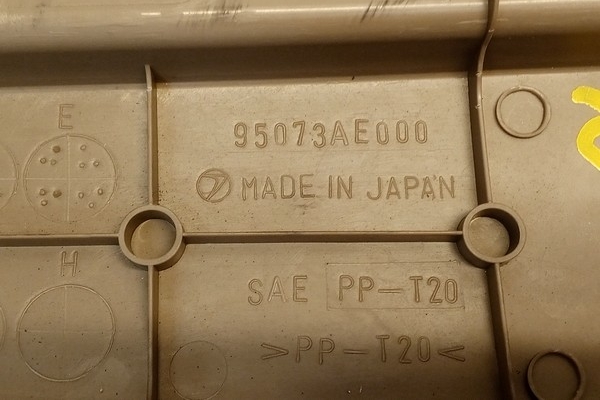 E
95073AE000
MADE IN JAPAN
H
SAE PP-T20
>PP-T20<